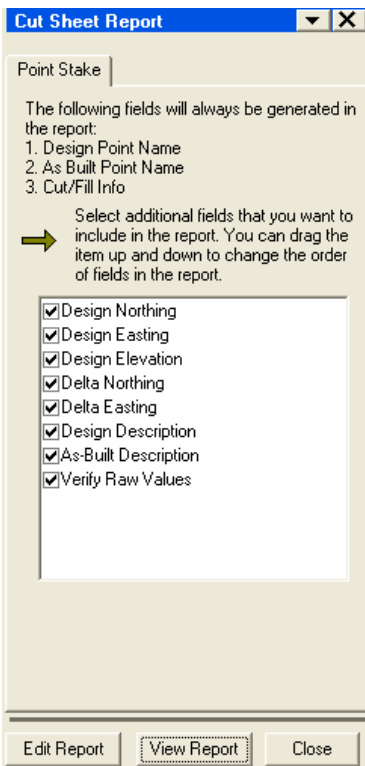 Cut Sheet Report
Point Stake
The following fields will always be generated in
the report:
1. Design Point Name
2. As Built Point Name
3. Cut/Fill Info
Select additional fields that you want to
include in the report. You can drag the
item up and down to change the order
of fields in the report.
Design Northing
Design Easting
Design Elevation
Delta Northing
Delta Easting
Design Description
As-Built Description
Verify Raw Values
Edit Report View Report Close